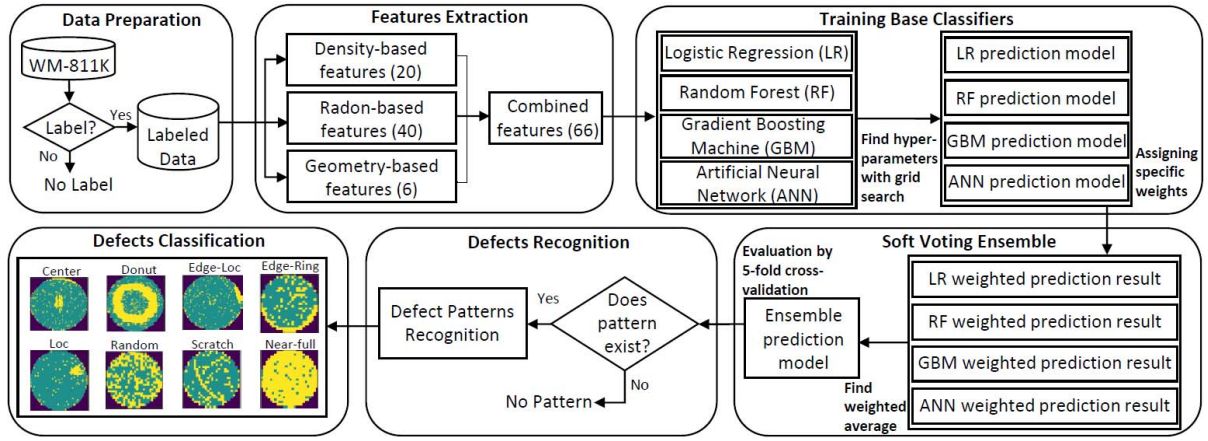 Data Preparation
WM-811K
Label?
Yes
No
No Label
Labeled
Data
Features Extraction
Density-based
features (20)
Radon-based
features (40)
Geometry-based
features (6)
Combined
features (66)
Training Base Classifiers
Logistic Regression (LR)
Random Forest (RF)
Gradient Boosting
Machine (GBM)
Artificial Neural
Network (ANN)
Find hyper-
parameters
with grid
search
LR prediction model
RF prediction model
GBM prediction model
ANN prediction model
Assigning
specific
weights
Defects Classification
Center
Donut
Edge-Loc
Edge-Ring
Loc
Random
Scratch
Near-full
Defects Recognition
Defect Patterns
Recognition
Yes
Does
pattern
exist?
No
No Pattern
Soft Voting Ensemble
Evaluation by
5-fold cross-
validation
Ensemble
prediction
model
Find
weighted
average
LR weighted prediction result
RF weighted prediction result
GBM weighted prediction result
ANN weighted prediction result